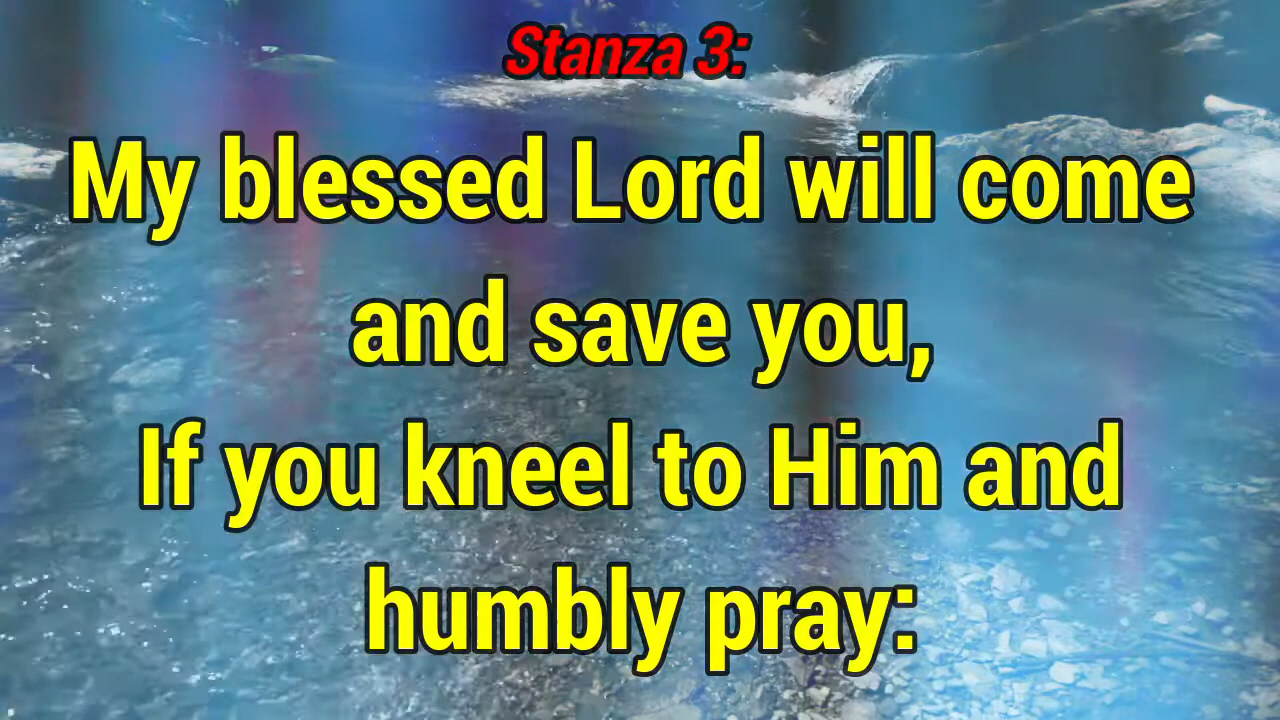 Stanza 3:
My blessed Lord will come
and save you,
If you kneel to Him and
humbly pray: